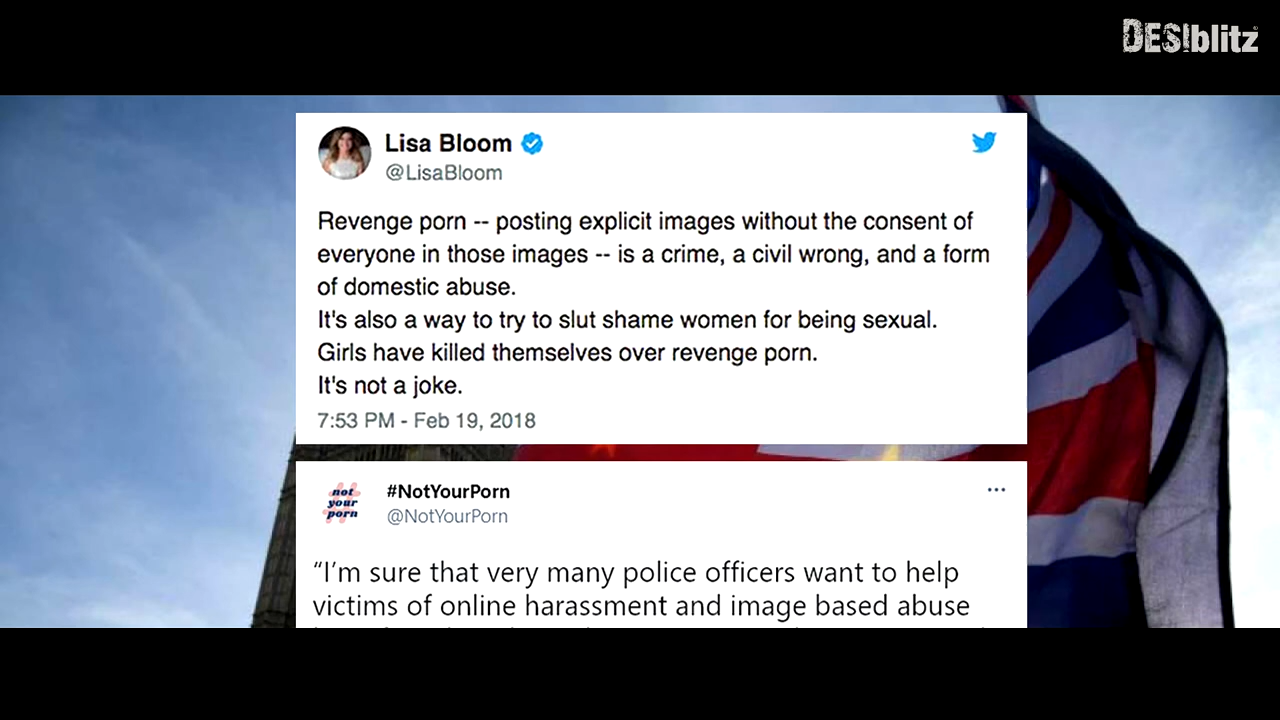 DESIblitz
Lisa Bloom
@LisaBloom
Revenge porn -- posting explicit images without the consent of
everyone in those images -- is a crime, a civil wrong, and a form
of domestic abuse.
It's also a way to try to slut shame women for being sexual.
Girls have killed themselves over revenge porn.
It's not a joke.
7:53 PM - Feb 19, 2018
not
your
porn
#NotYourPorn
@NotYourPorn
“I’m sure that very many police officers want to help
victims of online harassment and image based abuse